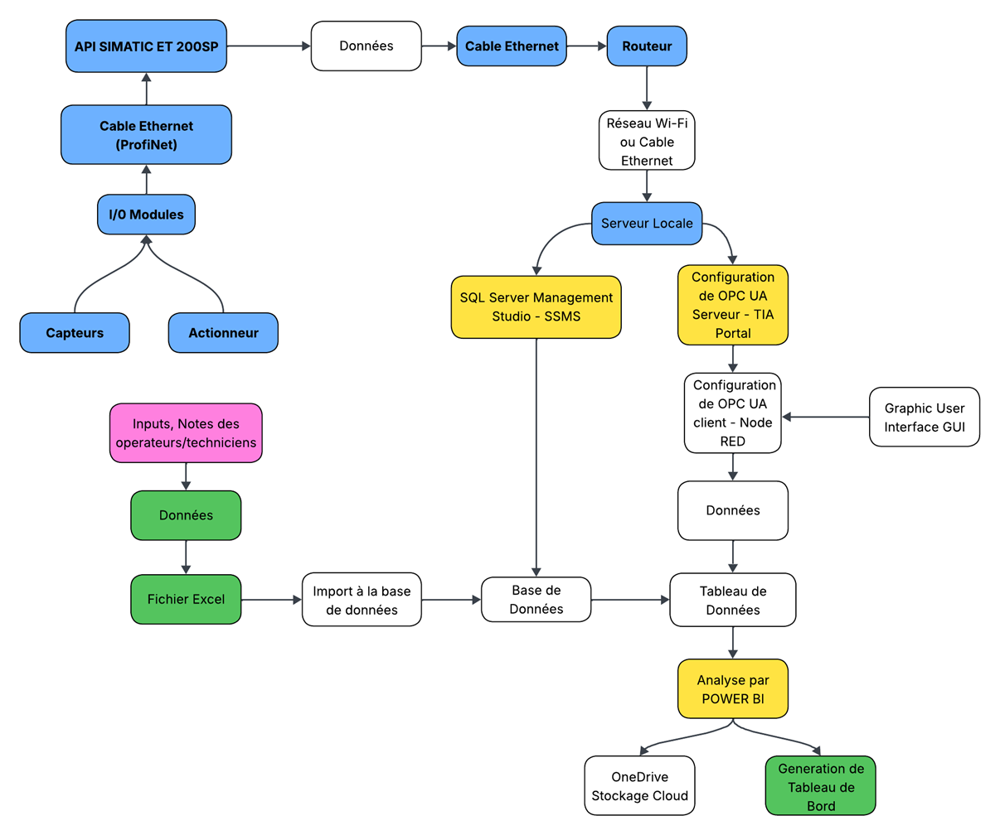 API SIMATIC ET 200SP
Données
Cable Ethernet
Routeur
Cable Ethernet
(ProfiNet)
Réseau Wi-Fi
ou Cable
Ethernet
I/0 Modules
Serveur Locale
Capteurs
Actionneur
SQL Server Management
Studio - SSMS
Configuration
de OPC UA
Serveur - TIA
Portal
Configuration
de OPC UA
client - Node
RED
Graphic User
Interface GUI
Inputs, Notes des
operateurs/techniciens
Données
Données
Fichier Excel
Import à la base
de données
Base de
Données
Tableau de
Données
Analyse par
POWER BI
OneDrive
Stockage Cloud
Generation de
Tableau de
Bord